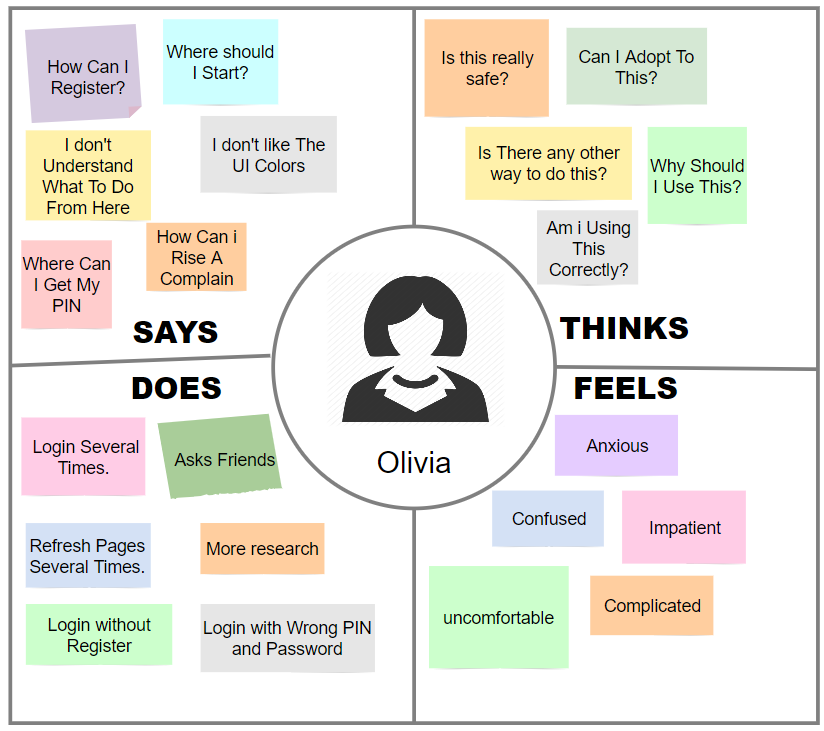 How Can I
Register?
Where should
I Start?
I don't
Understand
What To Do
From Here
I don't like The
UI Colors
Where Can
I Get My
PIN
How Can i
Rise A
Complain
SAYS
Is this really
safe?
Can I Adopt To
This?
Is There any other
way to do this?
Why Should
I Use This?
Am i Using
This
Correctly?
THINKS
Olivia
DOES
Login Several
Times.
Asks Friends
Refresh Pages
Several Times.
More research
Login without
Register
Login with Wrong PIN
and Password
FEELS
Anxious
Confused
Impatient
uncomfortable
Complicated